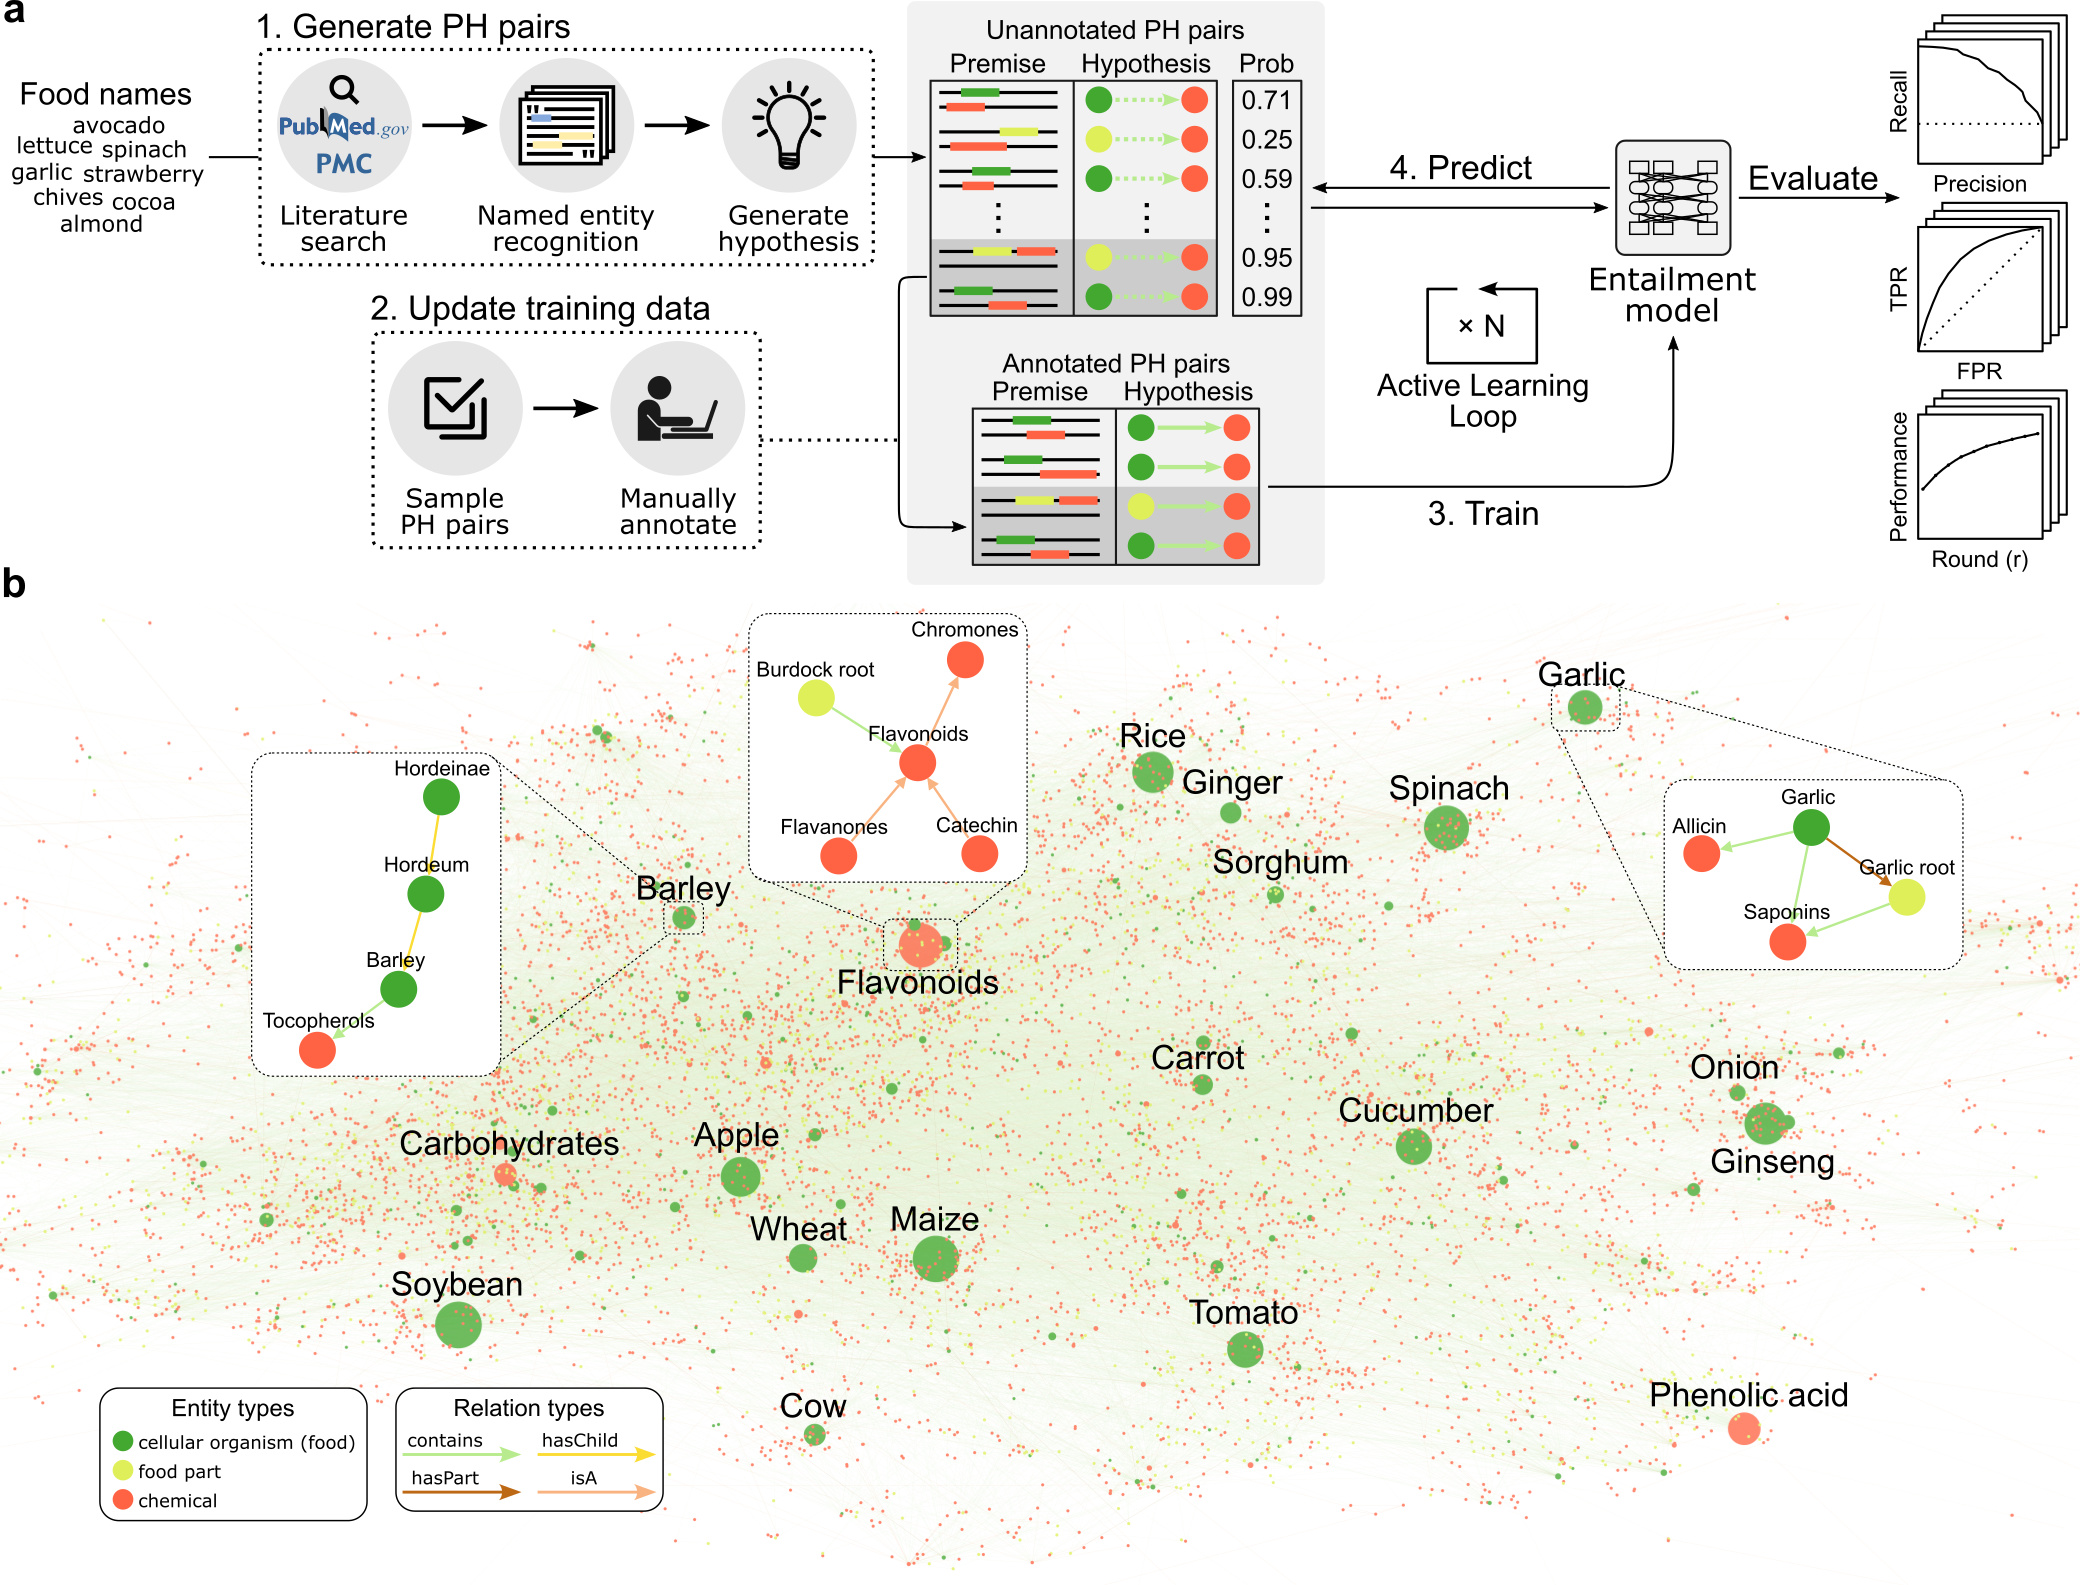 a
1. Generate PH pairs
Food names
avocado
lettuce spinach
garlic strawberry
chives cocoa
almond
PubMed.gov
PMC
Literature
search
Named entity
recognition
Generate
hypothesis
2. Update training data
Sample
PH pairs
Manually
annotate
Unannotated PH pairs
Premise Hypothesis Prob
0.71
0.25
0.59
0.95
0.99
Annotated PH pairs
Premise Hypothesis
4. Predict
Entailment
model
Evaluate
× N
Active Learning
Loop
3. Train
Recall
Precision
TPR
FPR
Performance
Round (r)
b
Hordeinae
Hordeum
Barley
Tocopherols
Barley
Chromones
Burdock root
Flavonoids
Flavanones
Catechin
Flavonoids
Rice
Ginger
Sorghum
Spinach
Garlic
Garlic
Allicin
Garlic root
Saponins
Carrot
Cucumber
Onion
Ginseng
Carbohydrates
Apple
Wheat
Maize
Soybean
Tomato
Cow
Phenolic acid
Entity types
cellular organism (food)
food part
chemical
Relation types
contains hasChild
hasPart isA